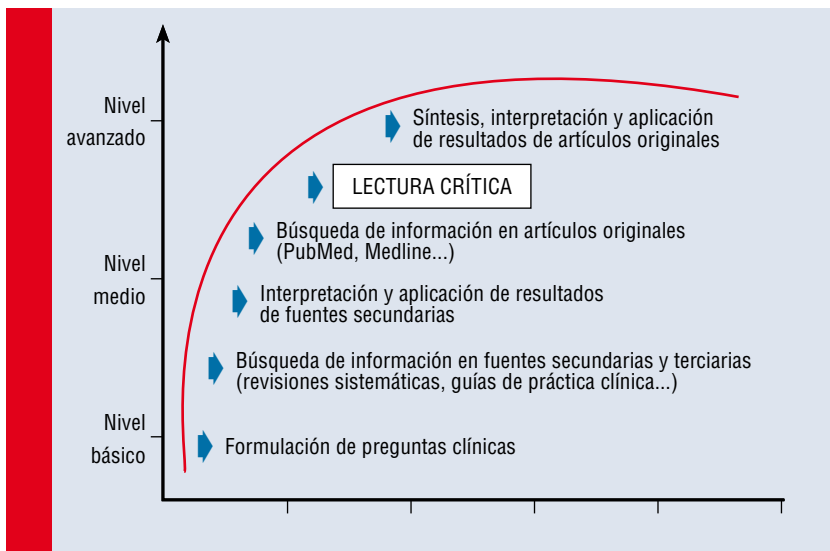 Nivel
avanzado
Síntesis, interpretación y aplicación
de resultados de artículos originales
LECTURA CRÍTICA
Búsqueda de información en artículos originales
(PubMed, Medline...)
Nivel
medio
Interpretación y aplicación de resultados
de fuentes secundarias
Búsqueda de información en fuentes secundarias y terciarias
(revisiones sistemáticas, guías de práctica clínica...)
Nivel
básico
Formulación de preguntas clínicas